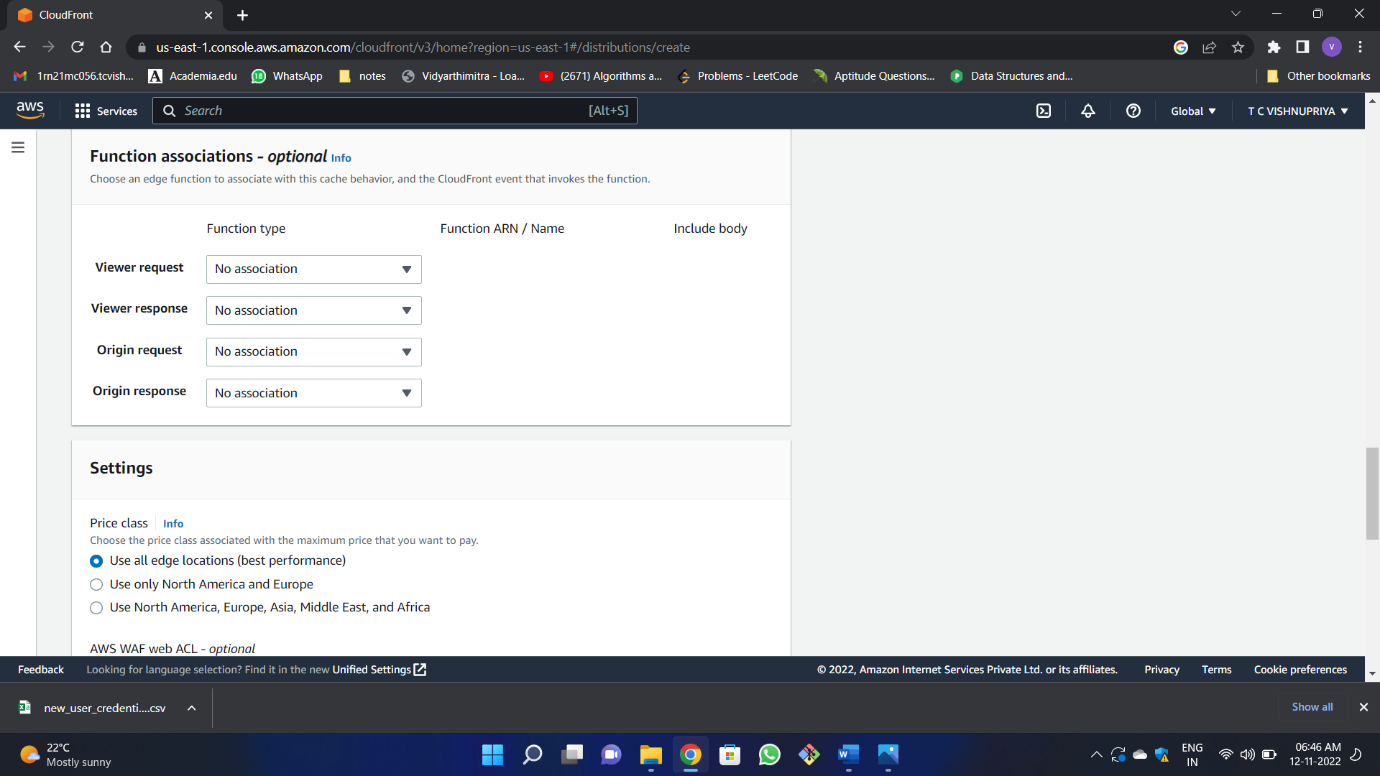 CloudFront
us-east-1.console.aws.amazon.com/cloudfront/v3/home?region=us-east-1#/distributions/create
1rn21mc056.tcvish... Academia.edu WhatsApp notes Vidyarthimitra - Loa... (2671) Algorithms a... Problems - LeetCode Aptitude Questions... Data Structures and... Other bookmarks
aws Services Search [Alt+S] Global T C VISHNUPRIYA
Function associations - optional Info
Choose an edge function to associate with this cache behavior, and the CloudFront event that invokes the function.
Function type Function ARN / Name Include body
Viewer request No association
Viewer response No association
Origin request No association
Origin response No association
Settings
Price class Info
Choose the price class associated with the maximum price that you want to pay.
Use all edge locations (best performance)
Use only North America and Europe
Use North America, Europe, Asia, Middle East, and Africa
AWS WAF web ACL - optional
Feedback Looking for language selection? Find it in the new Unified Settings © 2022, Amazon Internet Services Private Ltd. or its affiliates. Privacy Terms Cookie preferences
new_user_credenti....csv Show all
22°C ENG 06:46 AM
Mostly sunny IN 12-11-2022